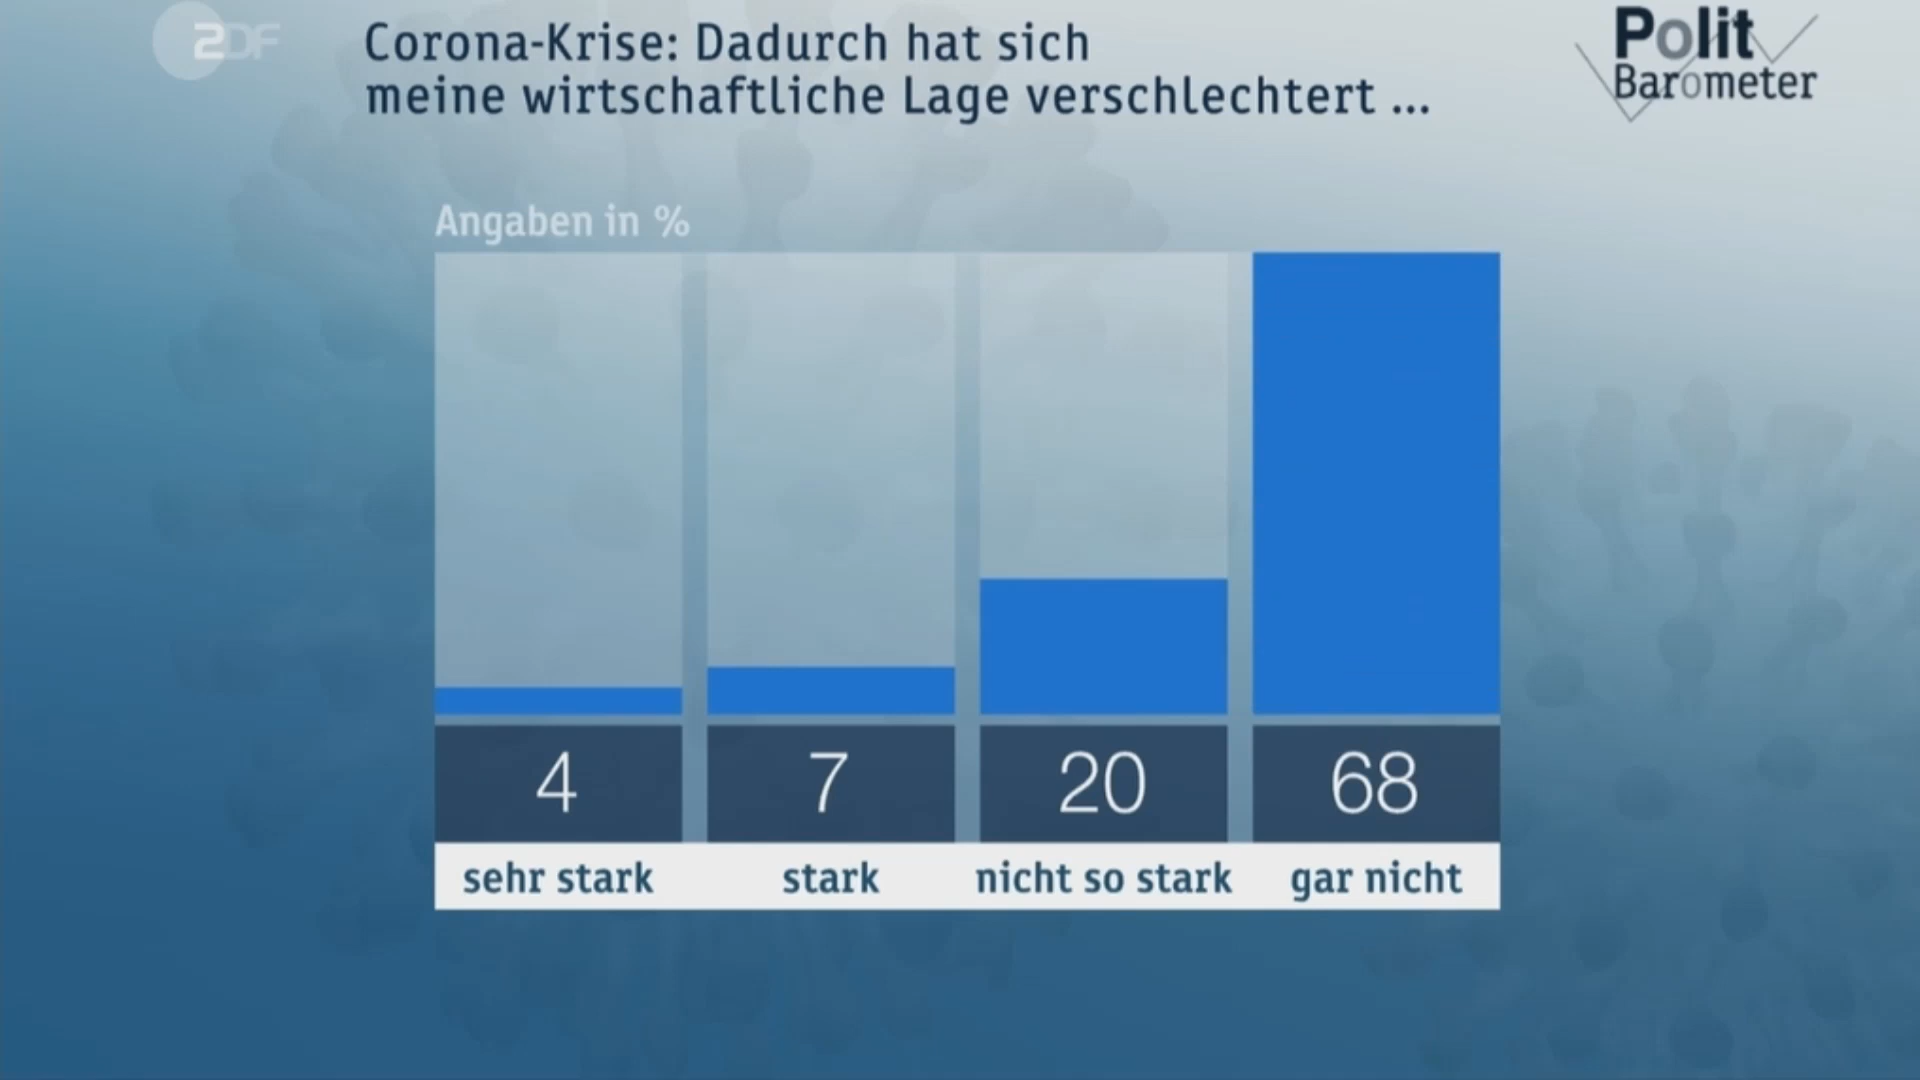 ZDF
Corona-Krise: Dadurch hat sich
meine wirtschaftliche Lage verschlechtert ...
Polit
Barometer
Angaben in %
4 7 20 68
sehr stark stark nicht so stark gar nicht